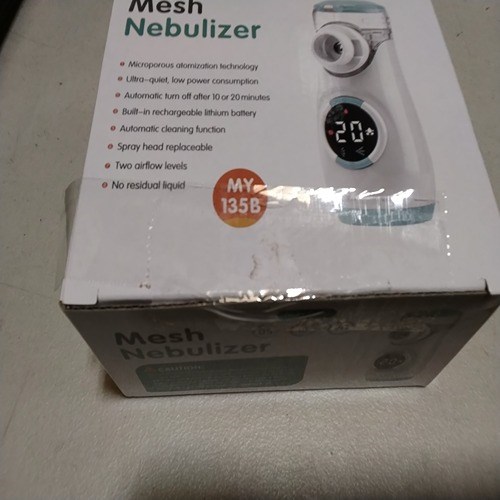 Mesh
Nebulizer
Microporous atomization technology
Ultra-quiet, low power consumption
Automatic turn off after 10 or 20 minutes
Built-in rechargeable lithium battery
Automatic cleaning function
Spray head replaceable
Two airflow levels
No residual liquid
MY
135B
20*
Mesh
Nebulizer